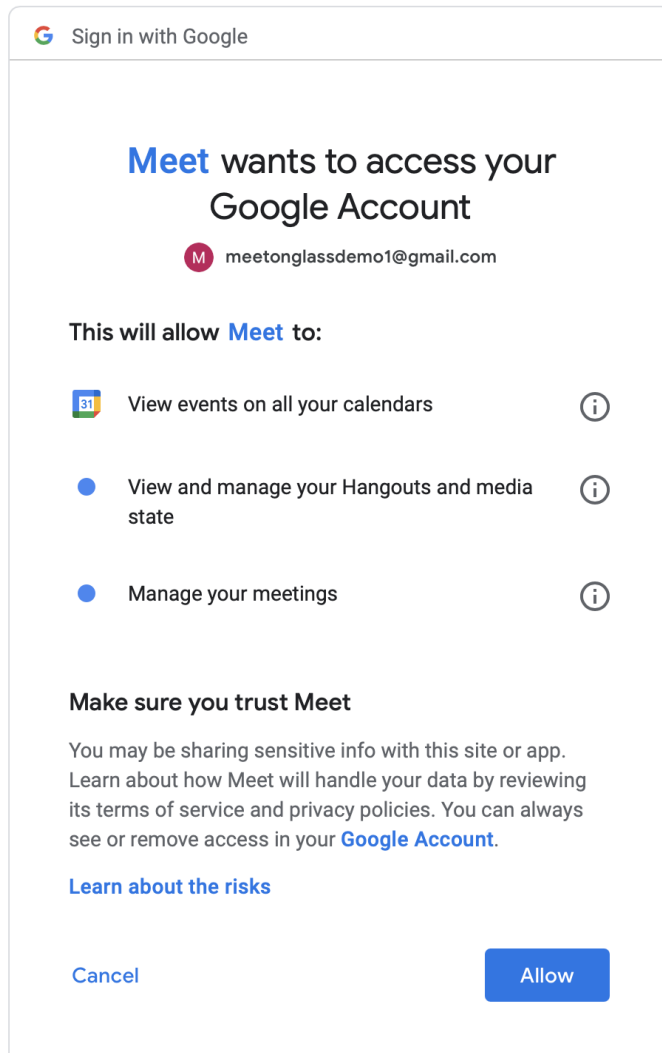 Sign in with Google
Meet wants to access your
Google Account
M meetonglassdemo1@gmail.com
This will allow Meet to:
31 View events on all your calendars
View and manage your Hangouts and media
state
Manage your meetings
Make sure you trust Meet
You may be sharing sensitive info with this site or app.
Learn about how Meet will handle your data by reviewing
its terms of service and privacy policies. You can always
see or remove access in your Google Account.
Learn about the risks
Cancel Allow